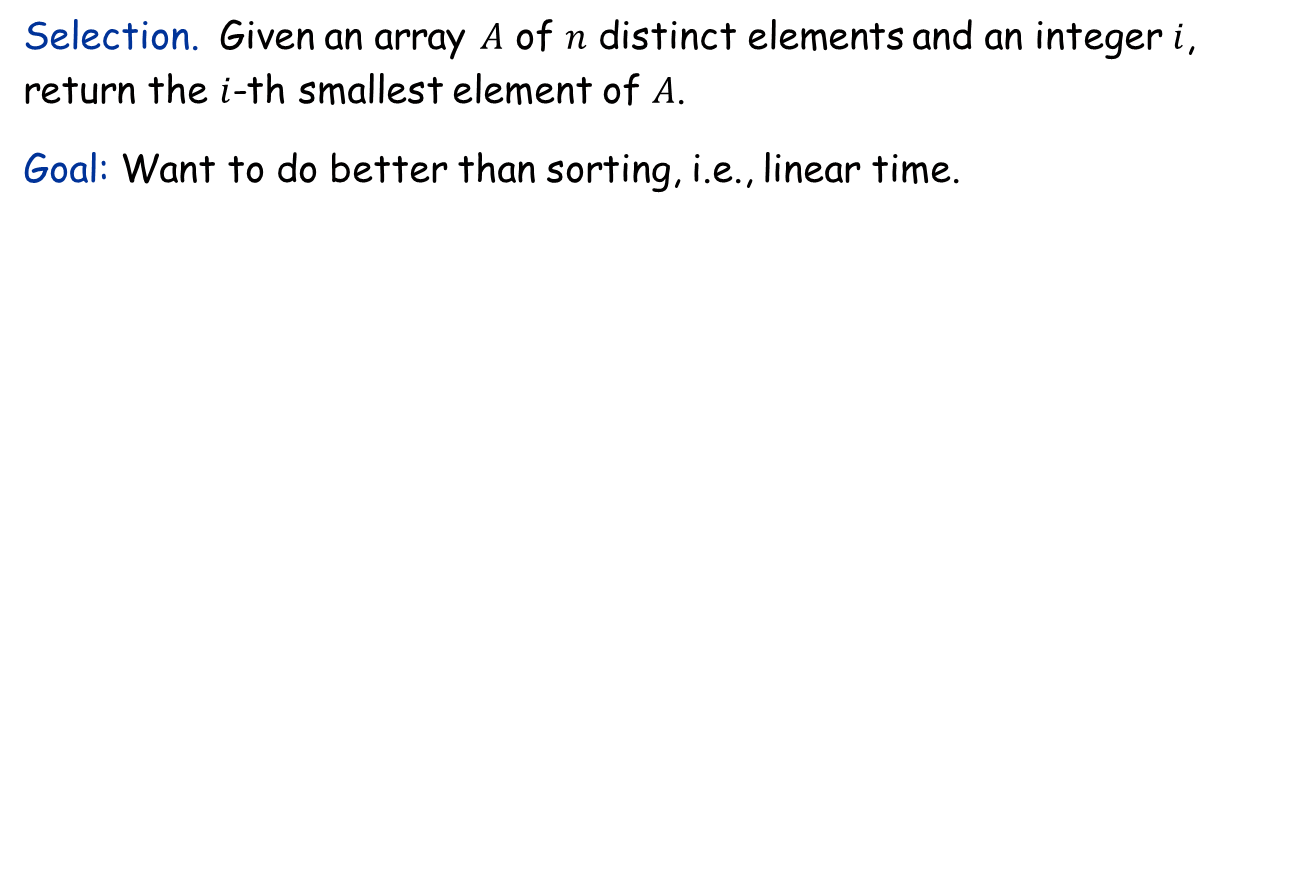 Selection. Given an array A of n distinct elements and an integer i,
return the i-th smallest element of A.
Goal: Want to do better than sorting, i.e., linear time.